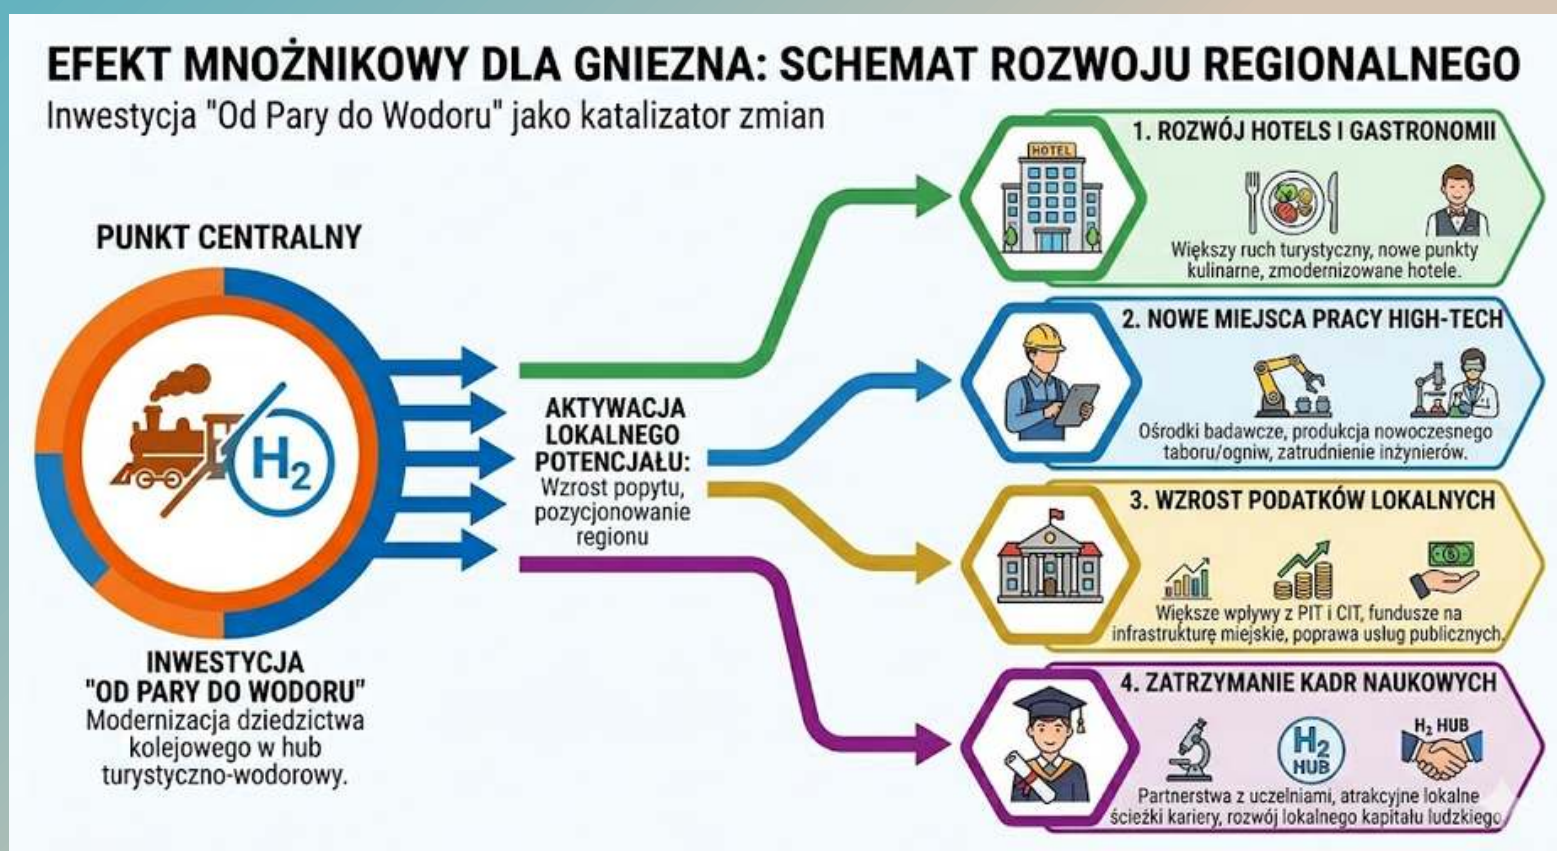 EFEKT MNOŻNIKOWY DLA GNIEZNA: SCHEMAT ROZWOJU REGIONALNEGO
Inwestycja "Od Pary do Wodoru" jako katalizator zmian
PUNKT CENTRALNY
H2
INWESTYCJA
"OD PARY DO WODORU"
Modernizacja dziedzictwa
kolejowego w hub
turystyczno-wodorowy.
AKTYWACJA
LOKALNEGO
POTENCJAŁU:
Wzrost popytu,
pozycjonowanie
regionu
1. ROZWÓJ HOTELS I GASTRONOMII
HOTEL
Większy ruch turystyczny, nowe punkty
kulinarne, zmodernizowane hotele.
2. NOWE MIEJSCA PRACY HIGH-TECH
Ośrodki badawcze, produkcja nowoczesnego
taboru/ogniw, zatrudnienie inżynierów.
3. WZROST PODATKÓW LOKALNYCH
$
Większe wpływy z PIT i CIT, fundusze na
infrastrukturę miejskie, poprawa usług publicznych.
4. ZATRZYMANIE KADR NAUKOWYCH
H2
HUB
H2 HUB
Partnerstwa z uczelniami, atrakcyjne lokalne
ścieżki kariery, rozwój lokalnego kapitału ludzkiego.